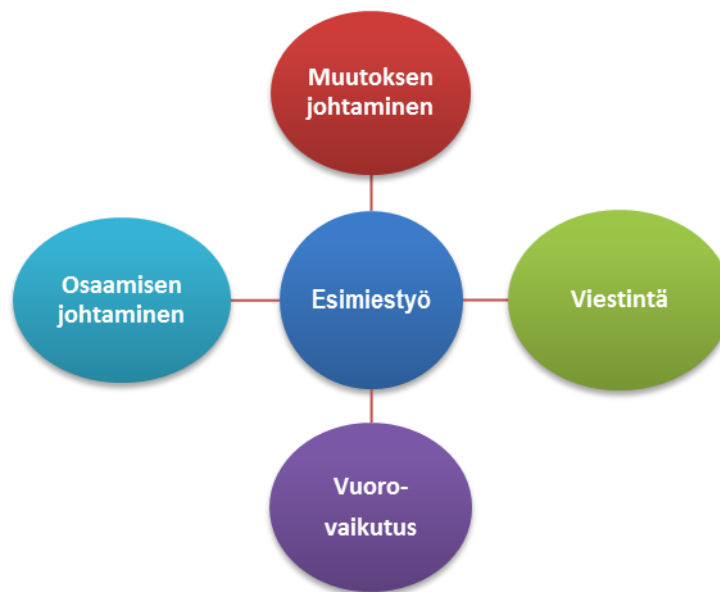 Muutoksen
johtaminen
Osaamisen
johtaminen
Esimiestyö
Viestintä
Vuoro-
vaikutus